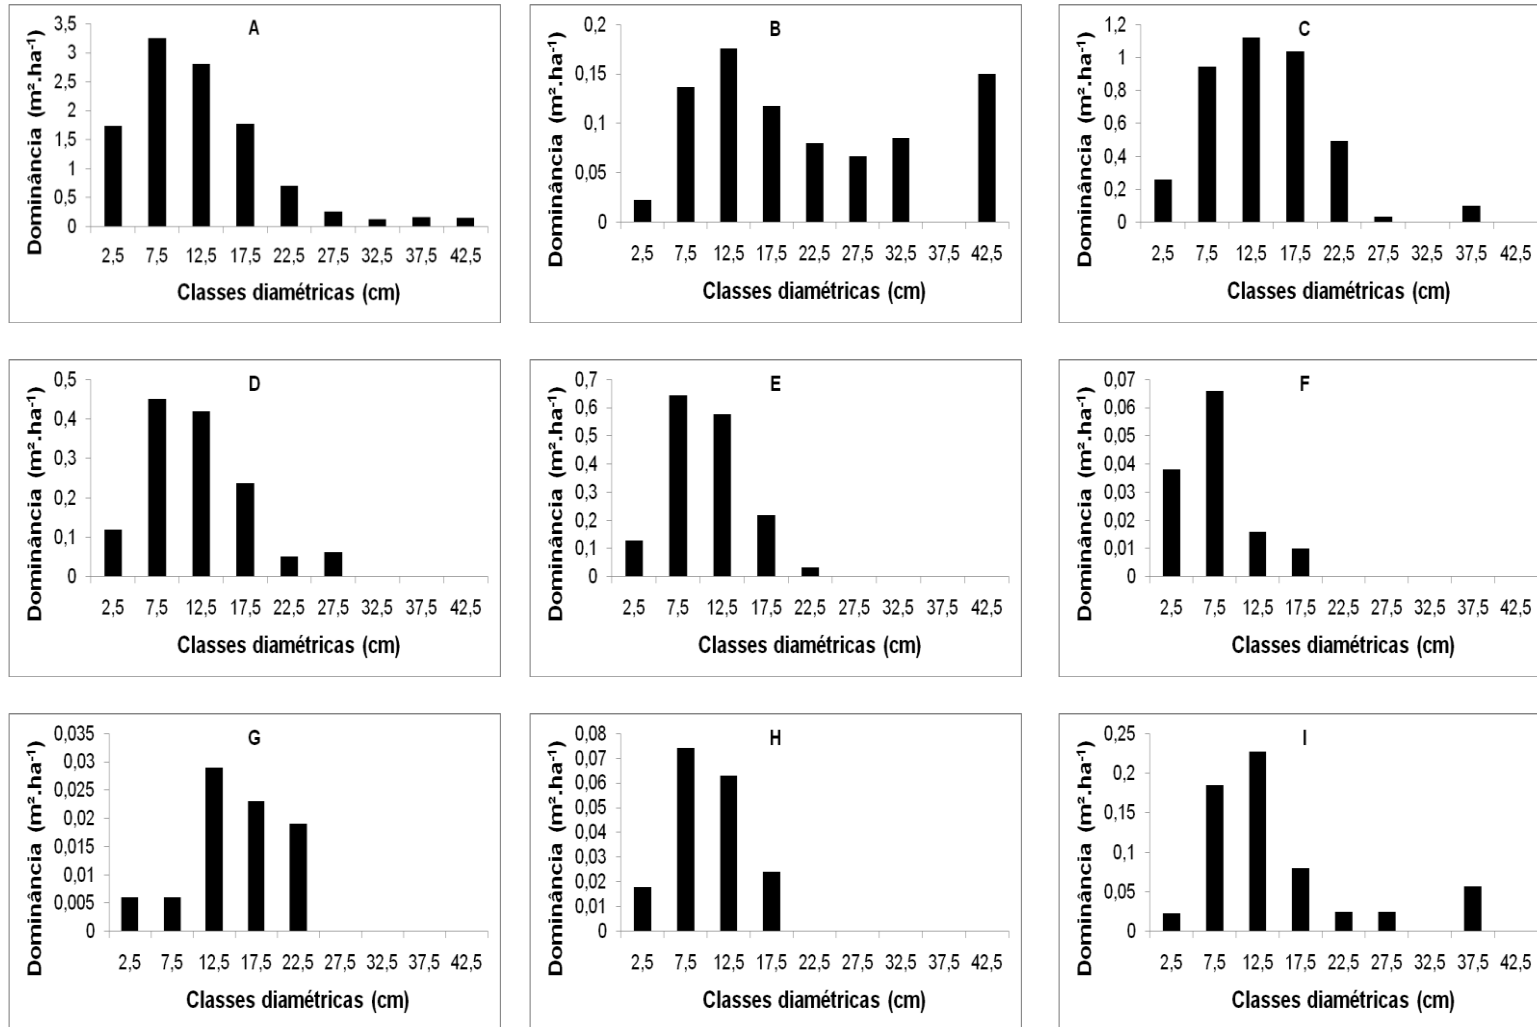 A
Dominância (m².ha⁻¹)
3,5
3
2,5
2
1,5
1
0,5
0
2,5 7,5 12,5 17,5 22,5 27,5 32,5 37,5 42,5
Classes diamétricas (cm)
B
Dominância (m².ha⁻¹)
0,2
0,15
0,1
0,05
0
2,5 7,5 12,5 17,5 22,5 27,5 32,5 37,5 42,5
Classes diamétricas (cm)
C
Dominância (m².ha⁻¹)
1,2
1
0,8
0,6
0,4
0,2
0
2,5 7,5 12,5 17,5 22,5 27,5 32,5 37,5 42,5
Classes diamétricas (cm)
D
Dominância (m².ha⁻¹)
0,5
0,4
0,3
0,2
0,1
0
2,5 7,5 12,5 17,5 22,5 27,5 32,5 37,5 42,5
Classes diamétricas (cm)
E
Dominância (m².ha⁻¹)
0,7
0,6
0,5
0,4
0,3
0,2
0,1
0
2,5 7,5 12,5 17,5 22,5 27,5 32,5 37,5 42,5
Classes diamétricas (cm)
F
Dominância (m².ha⁻¹)
0,07
0,06
0,05
0,04
0,03
0,02
0,01
0
2,5 7,5 12,5 17,5 22,5 27,5 32,5 37,5 42,5
Classes diamétricas (cm)
G
Dominância (m².ha⁻¹)
0,035
0,03
0,025
0,02
0,015
0,01
0,005
0
2,5 7,5 12,5 17,5 22,5 27,5 32,5 37,5 42,5
Classes diamétricas (cm)
H
Dominância (m².ha⁻¹)
0,08
0,07
0,06
0,05
0,04
0,03
0,02
0,01
0
2,5 7,5 12,5 17,5 22,5 27,5 32,5 37,5 42,5
Classes diamétricas (cm)
I
Dominância (m².ha⁻¹)
0,25
0,2
0,15
0,1
0,05
0
2,5 7,5 12,5 17,5 22,5 27,5 32,5 37,5 42,5
Classes diamétricas (cm)